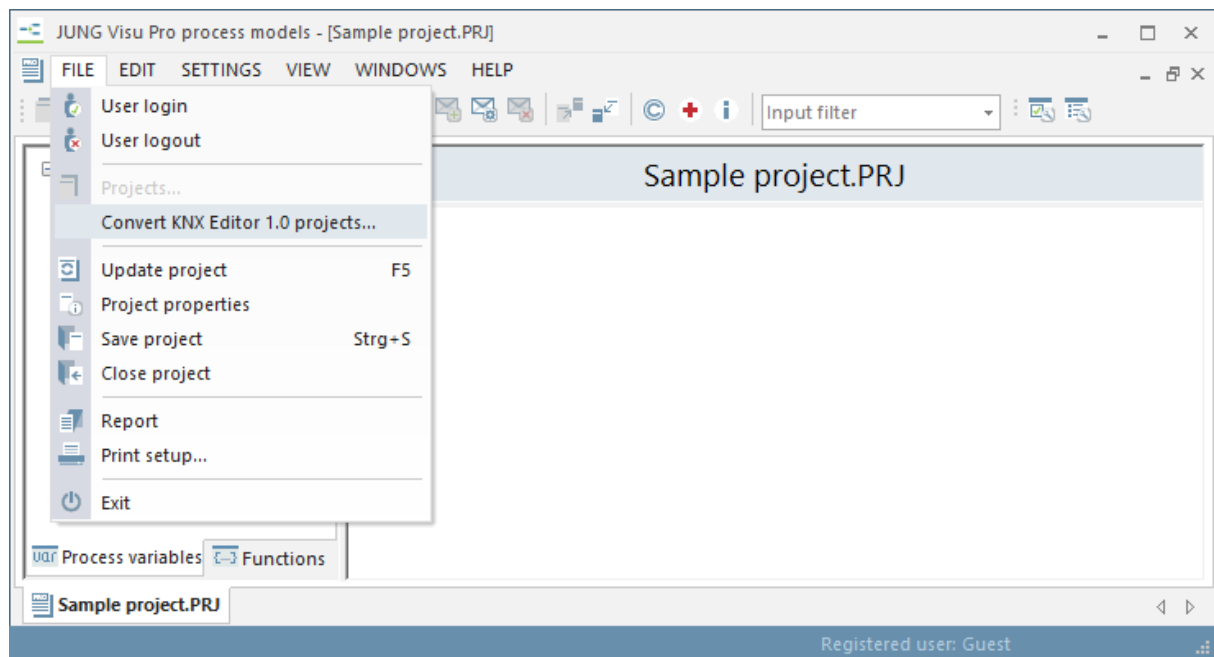 JUNG Visu Pro process models - [Sample project.PRJ]
FILE EDIT SETTINGS VIEW WINDOWS HELP
Input filter
User login
User logout
Projects...
Convert KNX Editor 1.0 projects...
Update project F5
Project properties
Save project Strg+S
Close project
Report
Print setup...
Exit
Sample project.PRJ
var Process variables Functions
Sample project.PRJ
Registered user: Guest